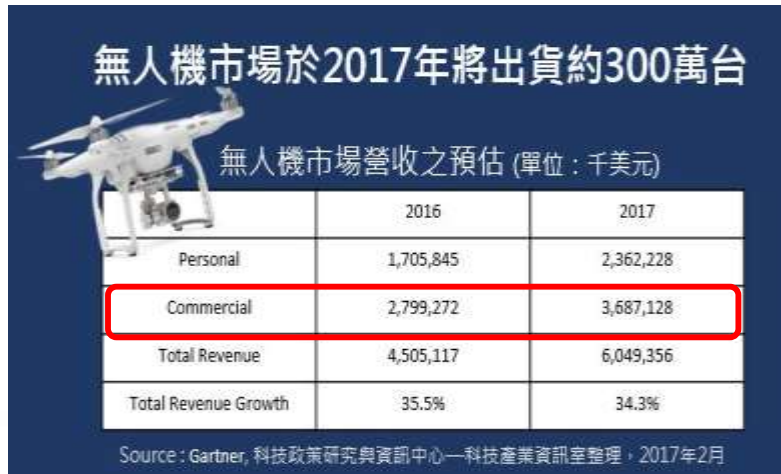 無人機市場於2017年將出貨約300萬台
無人機市場營收之預估 (單位：千美元)
2016 2017
Personal 1,705,845 2,362,228
Commercial 2,799,272 3,687,128
Total Revenue 4,505,117 6,049,356
Total Revenue Growth 35.5% 34.3%
Source : Gartner, 科技政策研究與資訊中心—科技產業資訊室整理，2017年2月